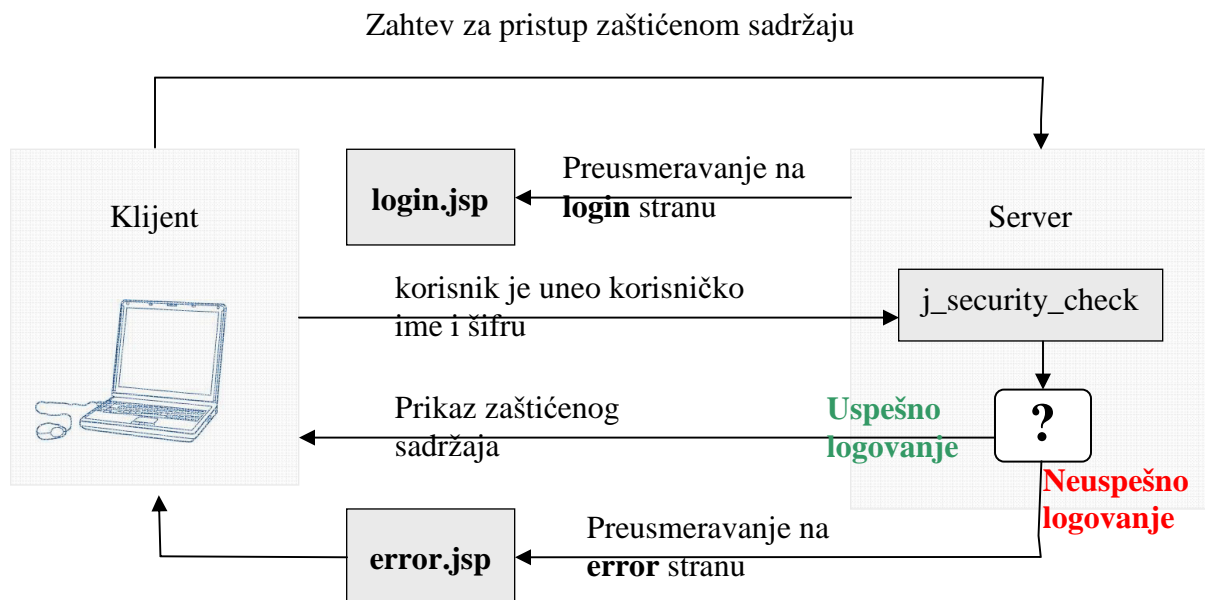 Zahtev za pristup zaštićenom sadržaju
Klijent
login.jsp
Preusmeravanje na
login stranu
Server
korisnik je uneo korisničko
ime i šifru
j_security_check
?
Prikaz zaštićenog
sadržaja
Uspešno
logovanje
Neuspešno
logovanje
error.jsp
Preusmeravanje na
error stranu